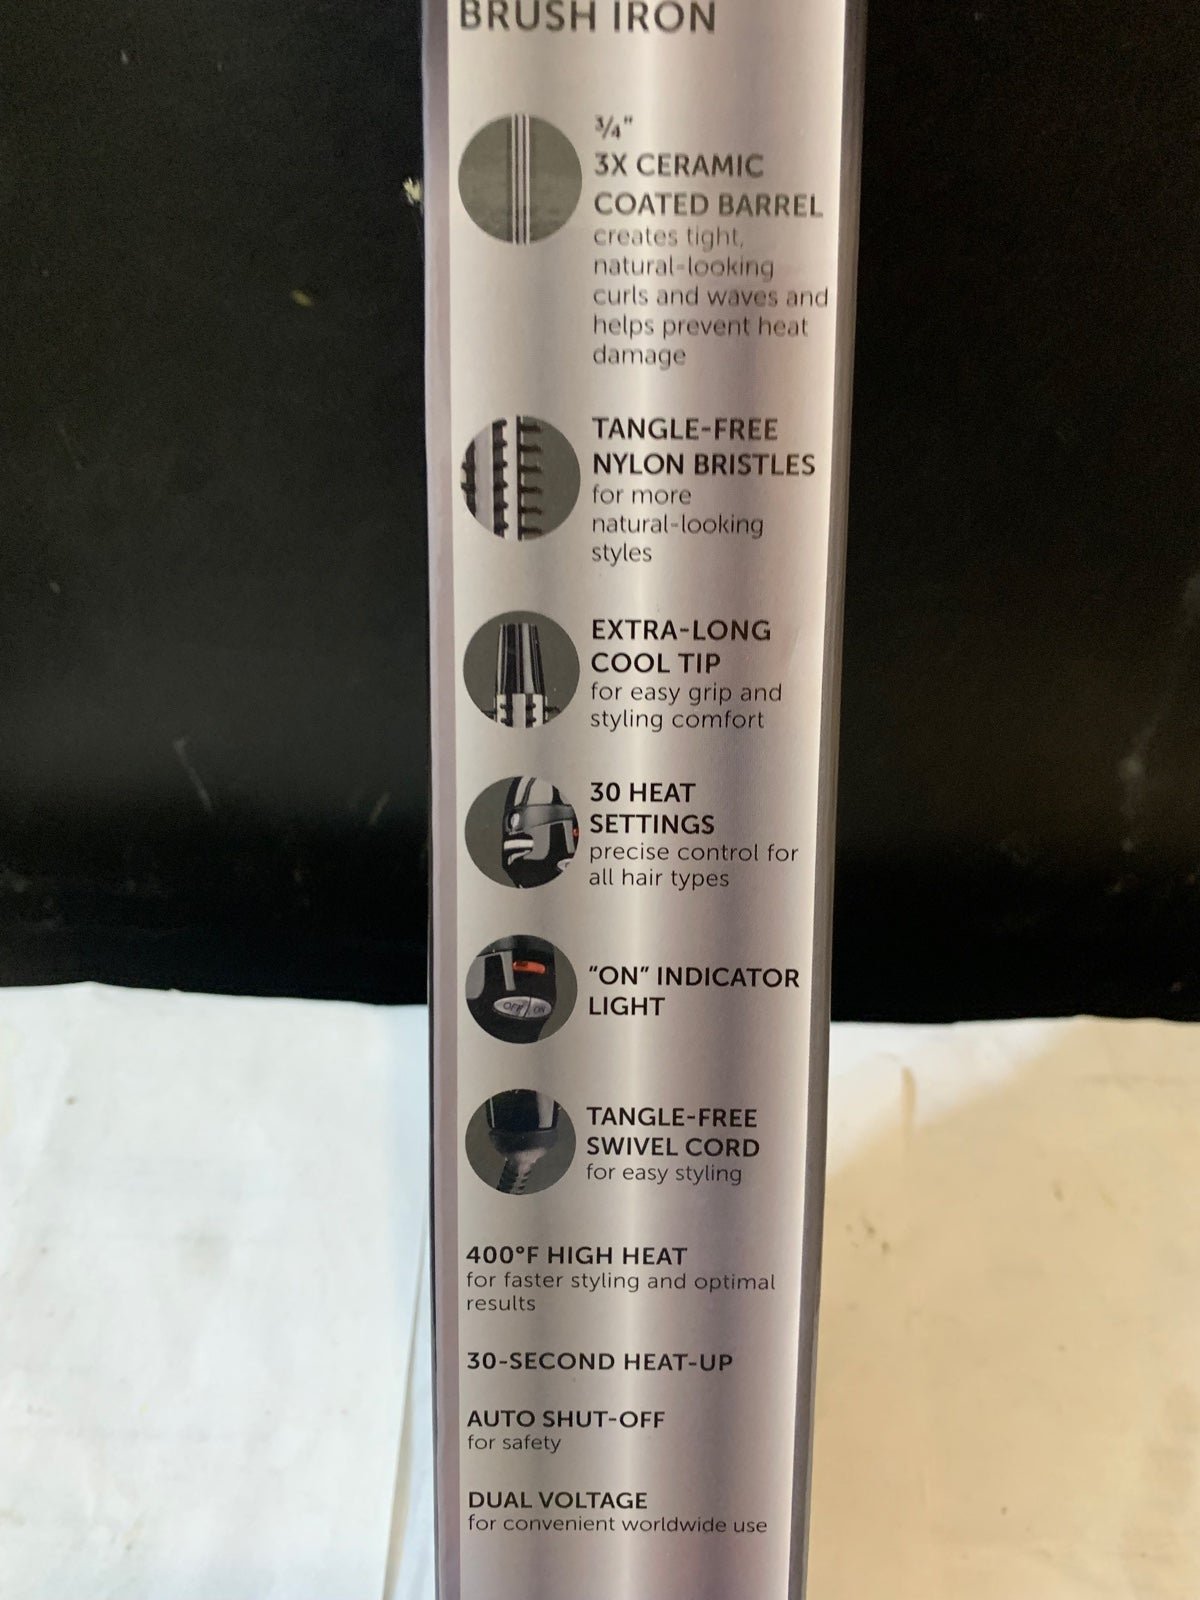 BRUSH IRON
3/4"
3X CERAMIC
COATED BARREL
creates tight,
natural-looking
curls and waves and
helps prevent heat
damage
TANGLE-FREE
NYLON BRISTLES
for more
natural-looking
styles
EXTRA-LONG
COOL TIP
for easy grip and
styling comfort
30 HEAT
SETTINGS
precise control for
all hair types
OFF ON
"ON" INDICATOR
LIGHT
TANGLE-FREE
SWIVEL CORD
for easy styling
400°F HIGH HEAT
for faster styling and optimal
results
30-SECOND HEAT-UP
AUTO SHUT-OFF
for safety
DUAL VOLTAGE
for convenient worldwide use